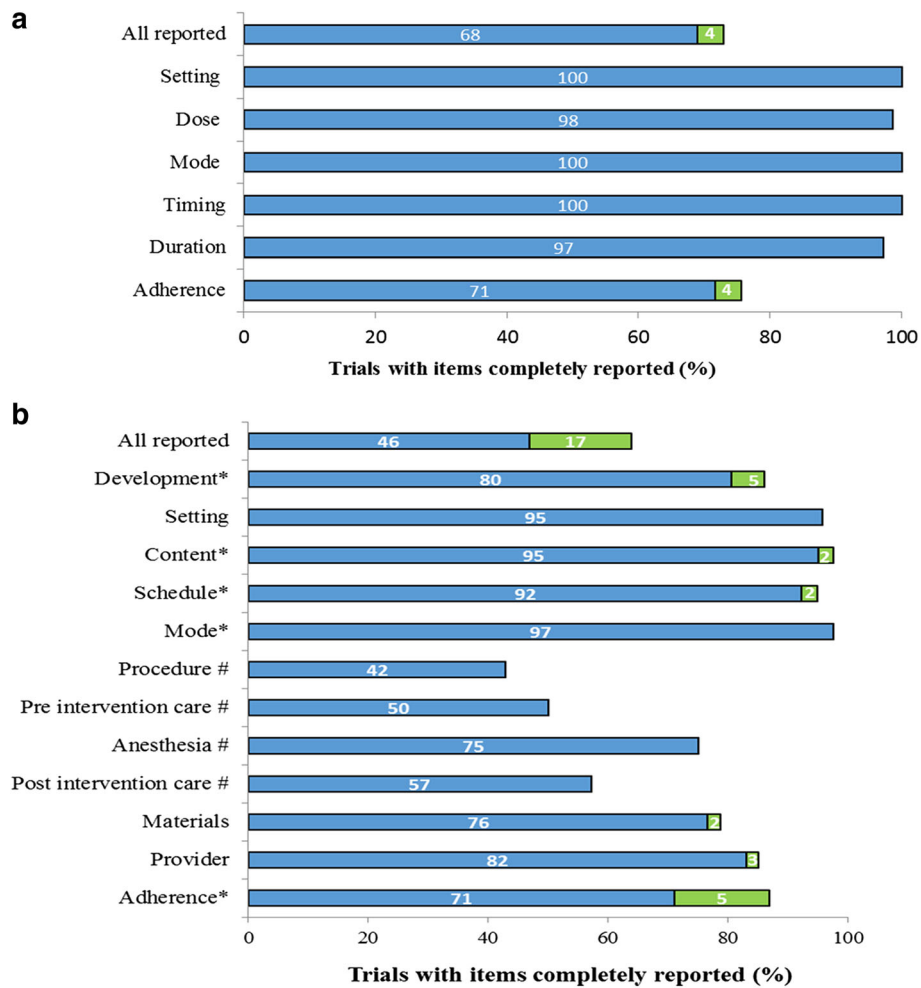 a
All reported 68 4
Setting 100
Dose 98
Mode 100
Timing 100
Duration 97
Adherence 71 4
0 20 40 60 80 100
Trials with items completely reported (%)
b
All reported 46 17
Development* 80 5
Setting 95
Content* 95 2
Schedule* 92 2
Mode* 97
Procedure # 42
Pre intervention care # 50
Anesthesia # 75
Post intervention care # 57
Materials 76 2
Provider 82 3
Adherence* 71 5
0 20 40 60 80 100
Trials with items completely reported (%)